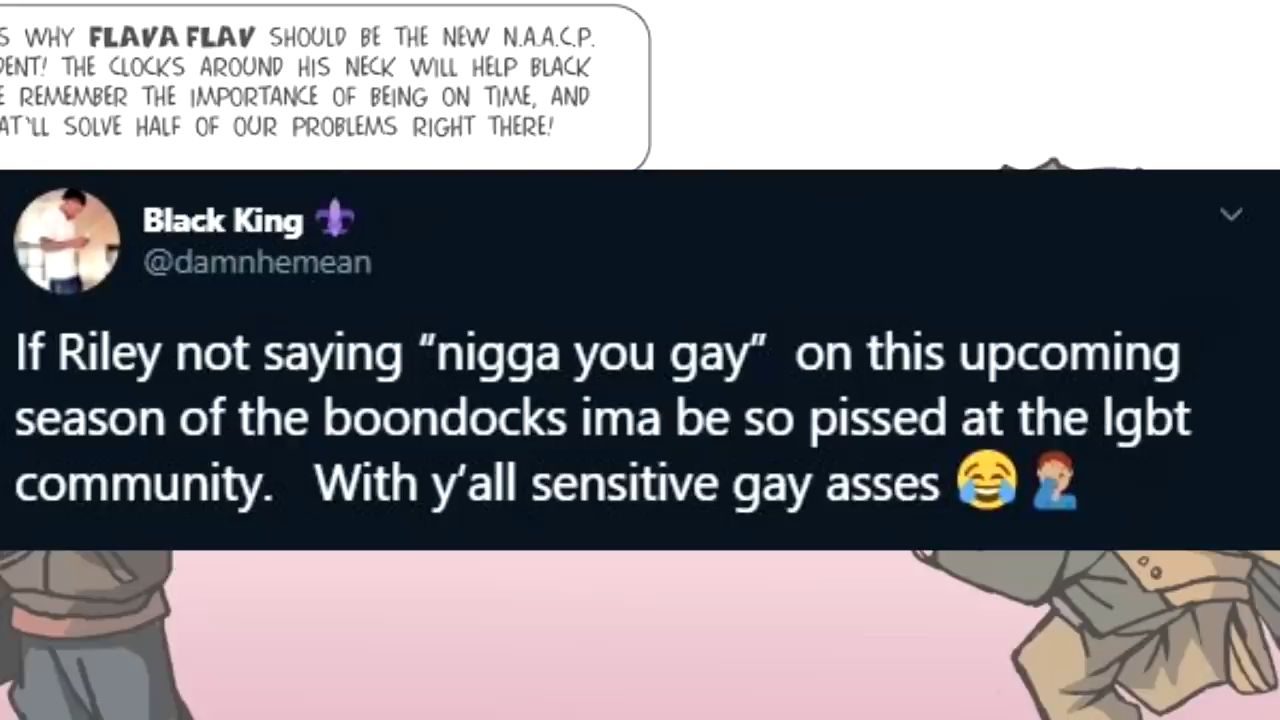 WHY FLAVA FLAV SHOULD BE THE NEW N.A.A.C.P.
THE CLOCKS AROUND HIS NECK WILL HELP BLACK
REMEMBER THE IMPORTANCE OF BEING ON TIME, AND
SOLVE HALF OF OUR PROBLEMS RIGHT THERE!
Black King ⚜
@damnhemean
If Riley not saying “nigga you gay”  on this upcoming
season of the boondocks ima be so pissed at the lgbt
community.   With y’all sensitive gay asses 😂 🤦🏼‍♂️